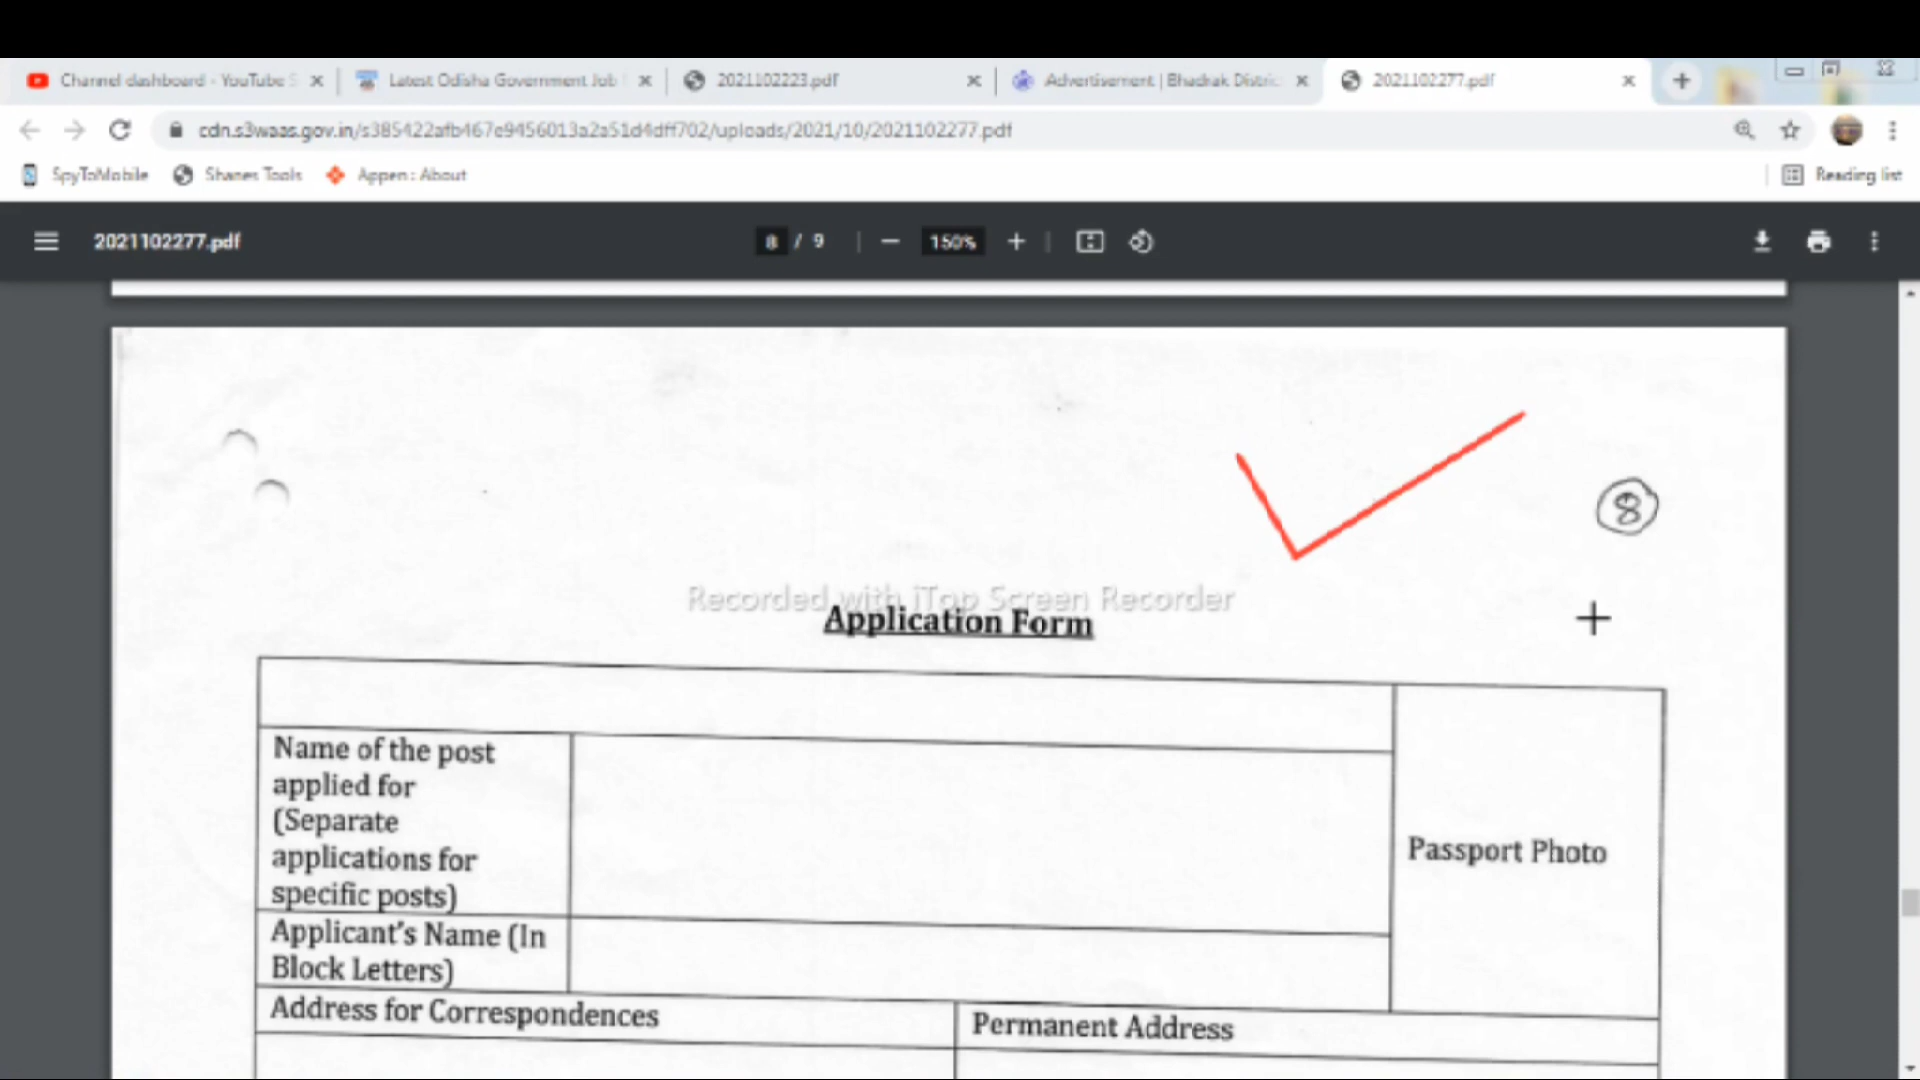 Channel dashboard - YouTube S
Latest Odisha Government Job
2021102223.pdf
Advertisement | Bhadrak Distric
2021102277.pdf
cdn.s3waas.gov.in/s385422afb467e9456013a2a51d4dff702/uploads/2021/10/2021102277.pdf
SpyToMobile
Shanes Tools
Appen : About
Reading list
2021102277.pdf
8 / 9
150%
8
Recorded with iTop Screen Recorder
Application Form
Name of the post
applied for
(Separate
applications for
specific posts)
Passport Photo
Applicant's Name (In
Block Letters)
Address for Correspondences
Permanent Address